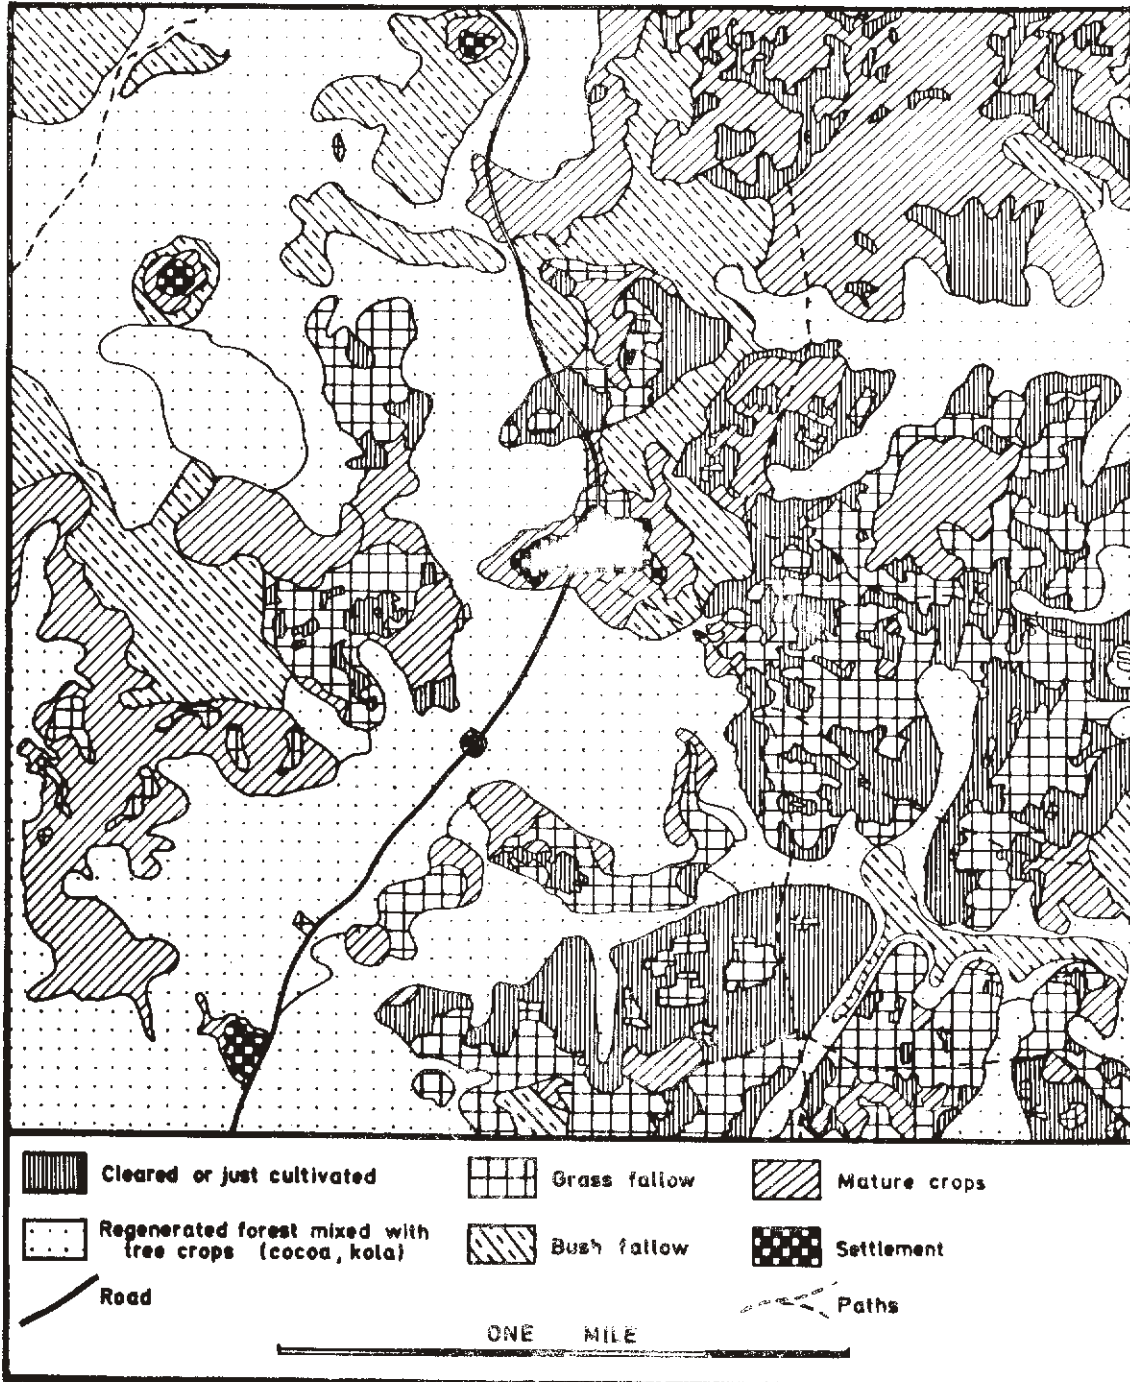 Cleared or just cultivated
Grass fallow
Mature crops
Regenerated forest mixed with
tree crops (cocoa, kola)
Bush fallow
Settlement
Road
Paths
ONE MILE